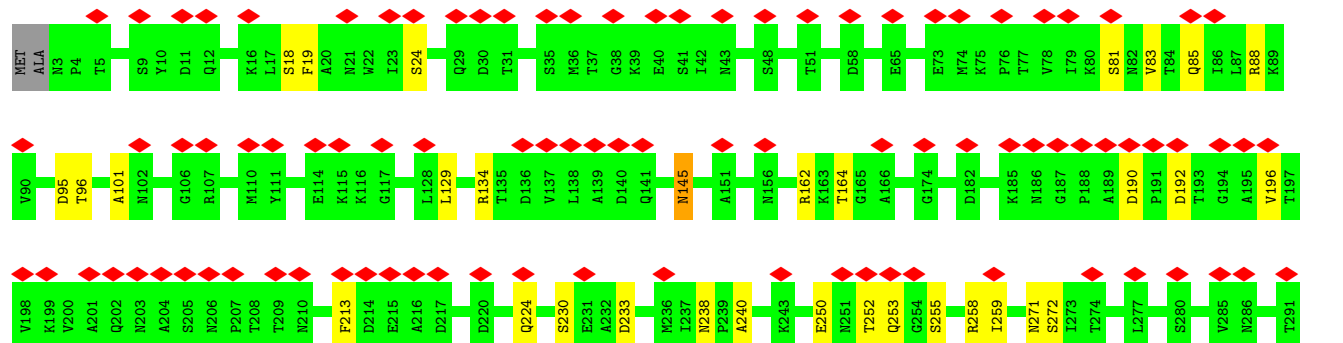 MET ALA N3 P4 T5 S9 Y10 D11 Q12 K16 L17 S18 F19 A20 N21 W22 I23 S24 Q29 D30 T31 S35 M36 T37 G38 K39 E40 S41 I42 N43 S48 T51 D58 E65 E73 M74 K75 P76 T77 V78 I79 K80 S81 N82 V83 T84 Q85 I86 L87 R88 K89
V90 D95 T96 A101 N102 G106 R107 M110 Y111 E114 K115 K116 G117 L128 L129 R134 T135 D136 V137 L138 A139 D140 Q141 N145 A151 N156 R162 K163 T164 G165 A166 G174 D182 K185 N186 G187 P188 A189 D190 P191 D192 T193 G194 A195 V196 T197
V198 K199 V200 A201 Q202 N203 A204 S205 N206 P207 T208 T209 N210 F213 D214 E215 A216 D217 D220 Q224 S230 E231 A232 D233 M236 I237 N238 P239 A240 K243 E250 N251 T252 Q253 G254 S255 R258 I259 N271 S272 I273 T274 L277 S280 V285 N286 T291